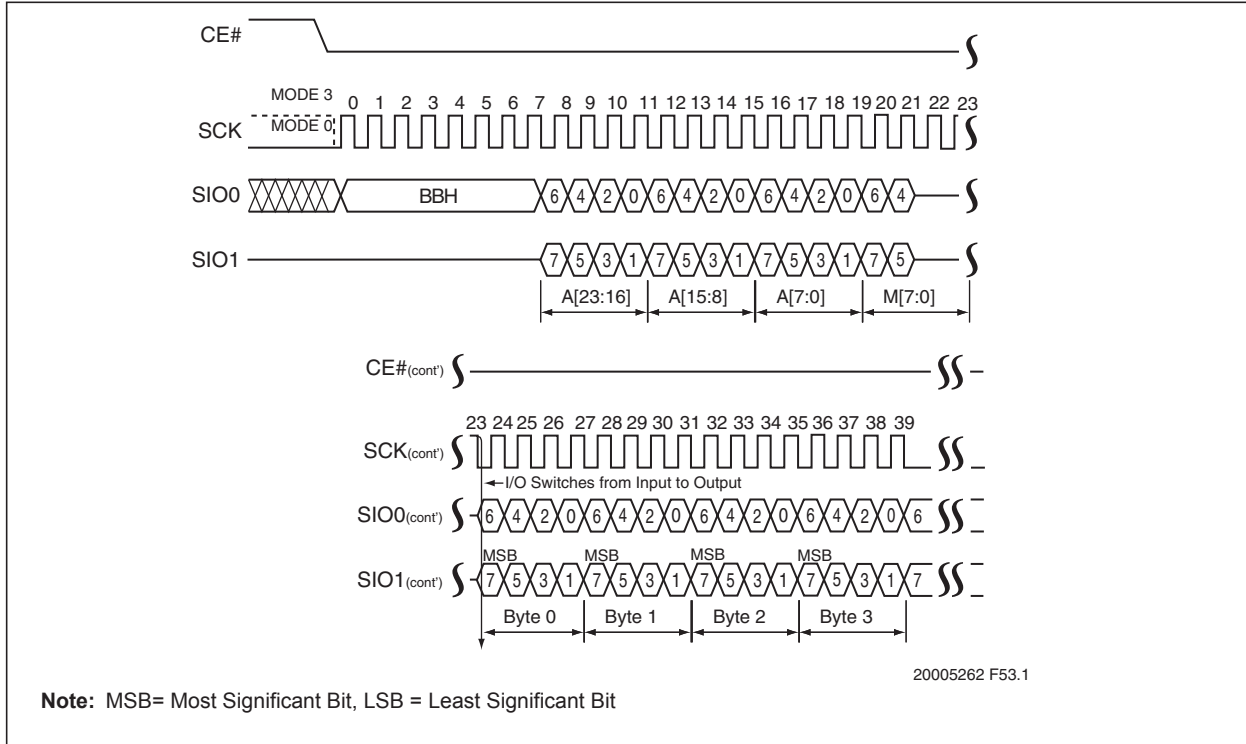 CE#
MODE 3
0 1 2 3 4 5 6 7 8 9 10 11 12 13 14 15 16 17 18 19 20 21 22 23
SCK
MODE 0
SIO0
BBH
6 4 2 0 6 4 2 0 6 4 2 0 6 4
SIO1
7 5 3 1 7 5 3 1 7 5 3 1 7 5
A[23:16] A[15:8] A[7:0] M[7:0]
CE#(cont')
23 24 25 26 27 28 29 30 31 32 33 34 35 36 37 38 39
SCK(cont')
I/O Switches from Input to Output
SIO0(cont')
6 4 2 0 6 4 2 0 6 4 2 0 6 4 2 0 6
MSB MSB MSB MSB
SIO1(cont')
7 5 3 1 7 5 3 1 7 5 3 1 7 5 3 1 7
Byte 0 Byte 1 Byte 2 Byte 3
20005262 F53.1
Note: MSB= Most Significant Bit, LSB = Least Significant Bit